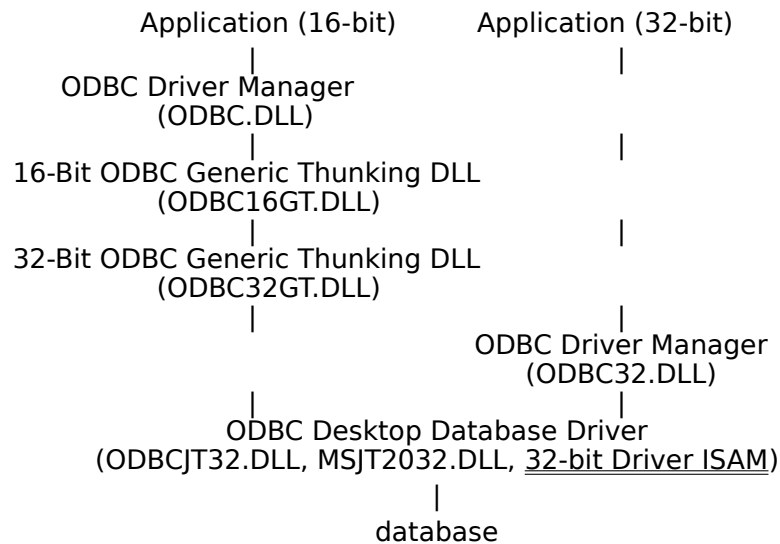 Application (16-bit) Application (32-bit)
| |
ODBC Driver Manager
(ODBC.DLL)
| |
16-Bit ODBC Generic Thunking DLL
(ODBC16GT.DLL)
| |
32-Bit ODBC Generic Thunking DLL
(ODBC32GT.DLL)
| |
ODBC Driver Manager
(ODBC32.DLL)
| |
ODBC Desktop Database Driver
(ODBCJT32.DLL, MSJT2032.DLL, 32-bit Driver ISAM)
|
database